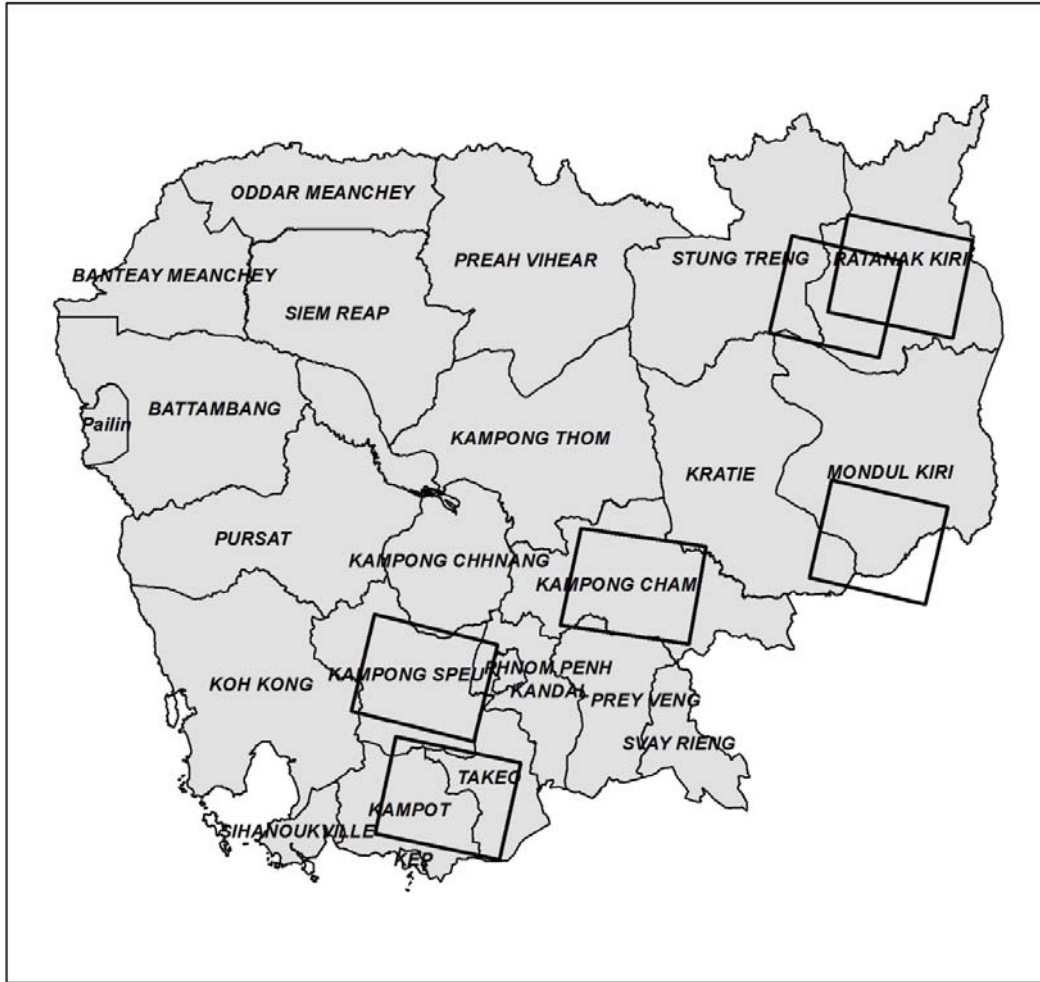 ODDAR MEANCHEY
BANTEAY MEANCHEY
PREAH VIHEAR
STUNG TRENG
RATANAK KIRI
SIEM REAP
BATTAMBANG
Pailin
KAMPONG THOM
KRATIE
MONDUL KIRI
PURSAT
KAMPONG CHHNANG
KAMPONG CHAM
KOH KONG
KAMPONG SPEU
PHNOM PENH
KANDAL
PREY VENG
SVAY RIENG
TAKEO
KAMPOT
SIHANOUKVILLE
KEP